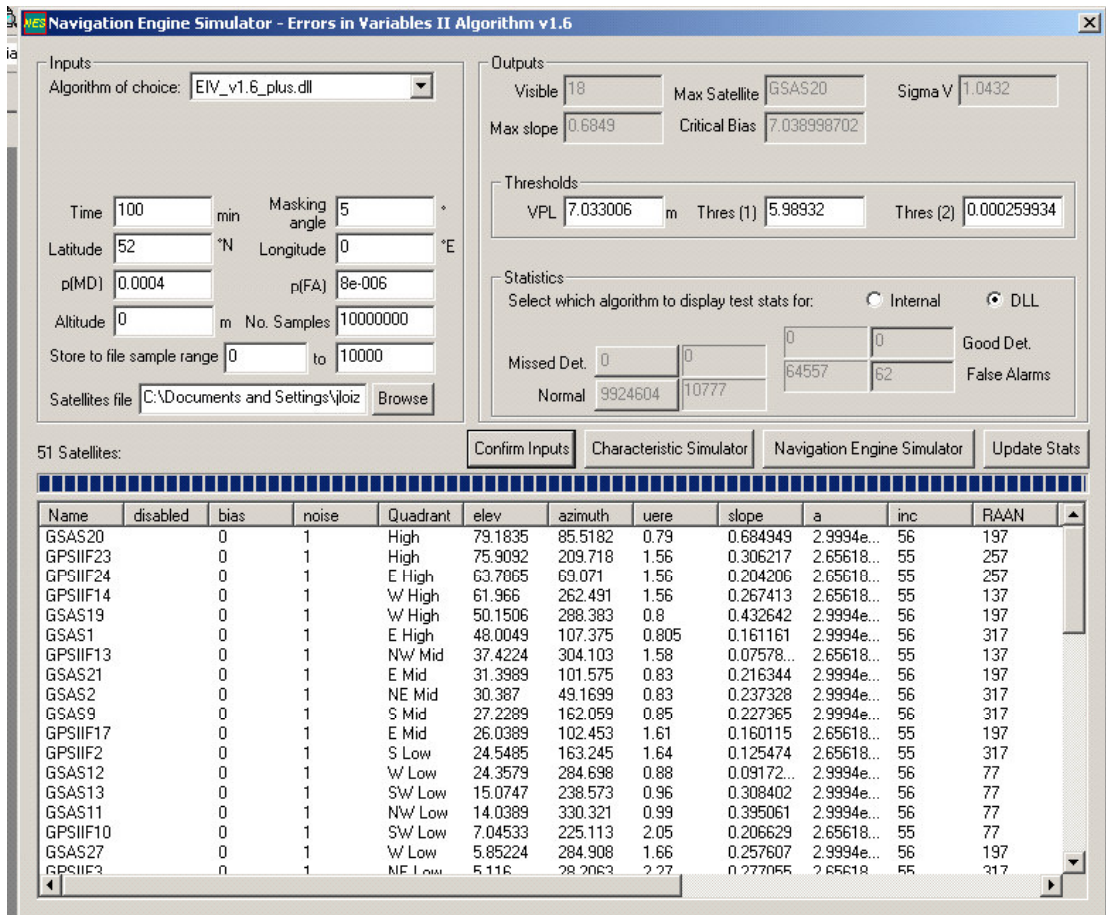 NES Navigation Engine Simulator - Errors in Variables II Algorithm v1.6
Inputs
Algorithm of choice: EIV_v1.6_plus.dll
Time 100 min Masking angle 5 °
Latitude 52 °N Longitude 0 °E
p(MD) 0.0004 p(FA) 8e-006
Altitude 0 m No. Samples 10000000
Store to file sample range 0 to 10000
Satellites file C:\Documents and Settings\jloiz Browse
Outputs
Visible 18 Max Satellite GSAS20 Sigma V 1.0432
Max slope 0.6849 Critical Bias 7.038998702
Thresholds
VPL 7.033006 m Thres (1) 5.98932 Thres (2) 0.000259934
Statistics
Select which algorithm to display test stats for: Internal DLL
Missed Det. 0 0 0 0 Good Det.
Normal 9924604 10777 64557 62 False Alarms
51 Satellites:
Confirm Inputs Characteristic Simulator Navigation Engine Simulator Update Stats
Name disabled bias noise Quadrant elev azimuth uere slope a inc RAAN
GSAS20 0 1 High 79.1835 85.5182 0.79 0.684949 2.9994e... 56 197
GPSIIF23 0 1 High 75.9092 209.718 1.56 0.306217 2.65618... 55 257
GPSIIF24 0 1 E High 63.7865 69.071 1.56 0.204206 2.65618... 55 257
GPSIIF14 0 1 W High 61.966 262.491 1.56 0.267413 2.65618... 55 137
GSAS19 0 1 W High 50.1506 288.383 0.8 0.432642 2.9994e... 56 197
GSAS1 0 1 E High 48.0049 107.375 0.805 0.161161 2.9994e... 56 317
GPSIIF13 0 1 NW Mid 37.4224 304.103 1.58 0.07578... 2.65618... 55 137
GSAS21 0 1 E Mid 31.3989 101.575 0.83 0.216344 2.9994e... 56 197
GSAS2 0 1 NE Mid 30.387 49.1699 0.83 0.237328 2.9994e... 56 317
GSAS9 0 1 S Mid 27.2289 162.059 0.85 0.227365 2.9994e... 56 317
GPSIIF17 0 1 E Mid 26.0389 102.453 1.61 0.160115 2.65618... 55 197
GPSIIF2 0 1 S Low 24.5485 163.245 1.64 0.125474 2.65618... 55 317
GSAS12 0 1 W Low 24.3579 284.698 0.88 0.09172... 2.9994e... 56 77
GSAS13 0 1 SW Low 15.0747 238.573 0.96 0.308402 2.9994e... 56 77
GSAS11 0 1 NW Low 14.0389 330.321 0.99 0.395061 2.9994e... 56 77
GPSIIF10 0 1 SW Low 7.04533 225.113 2.05 0.206629 2.65618... 55 77
GSAS27 0 1 W Low 5.85224 284.908 1.66 0.257607 2.9994e... 56 197
GPSIIF3 0 1 NE Low 5.116 28.2063 2.27 0.277055 2.65618... 55 317